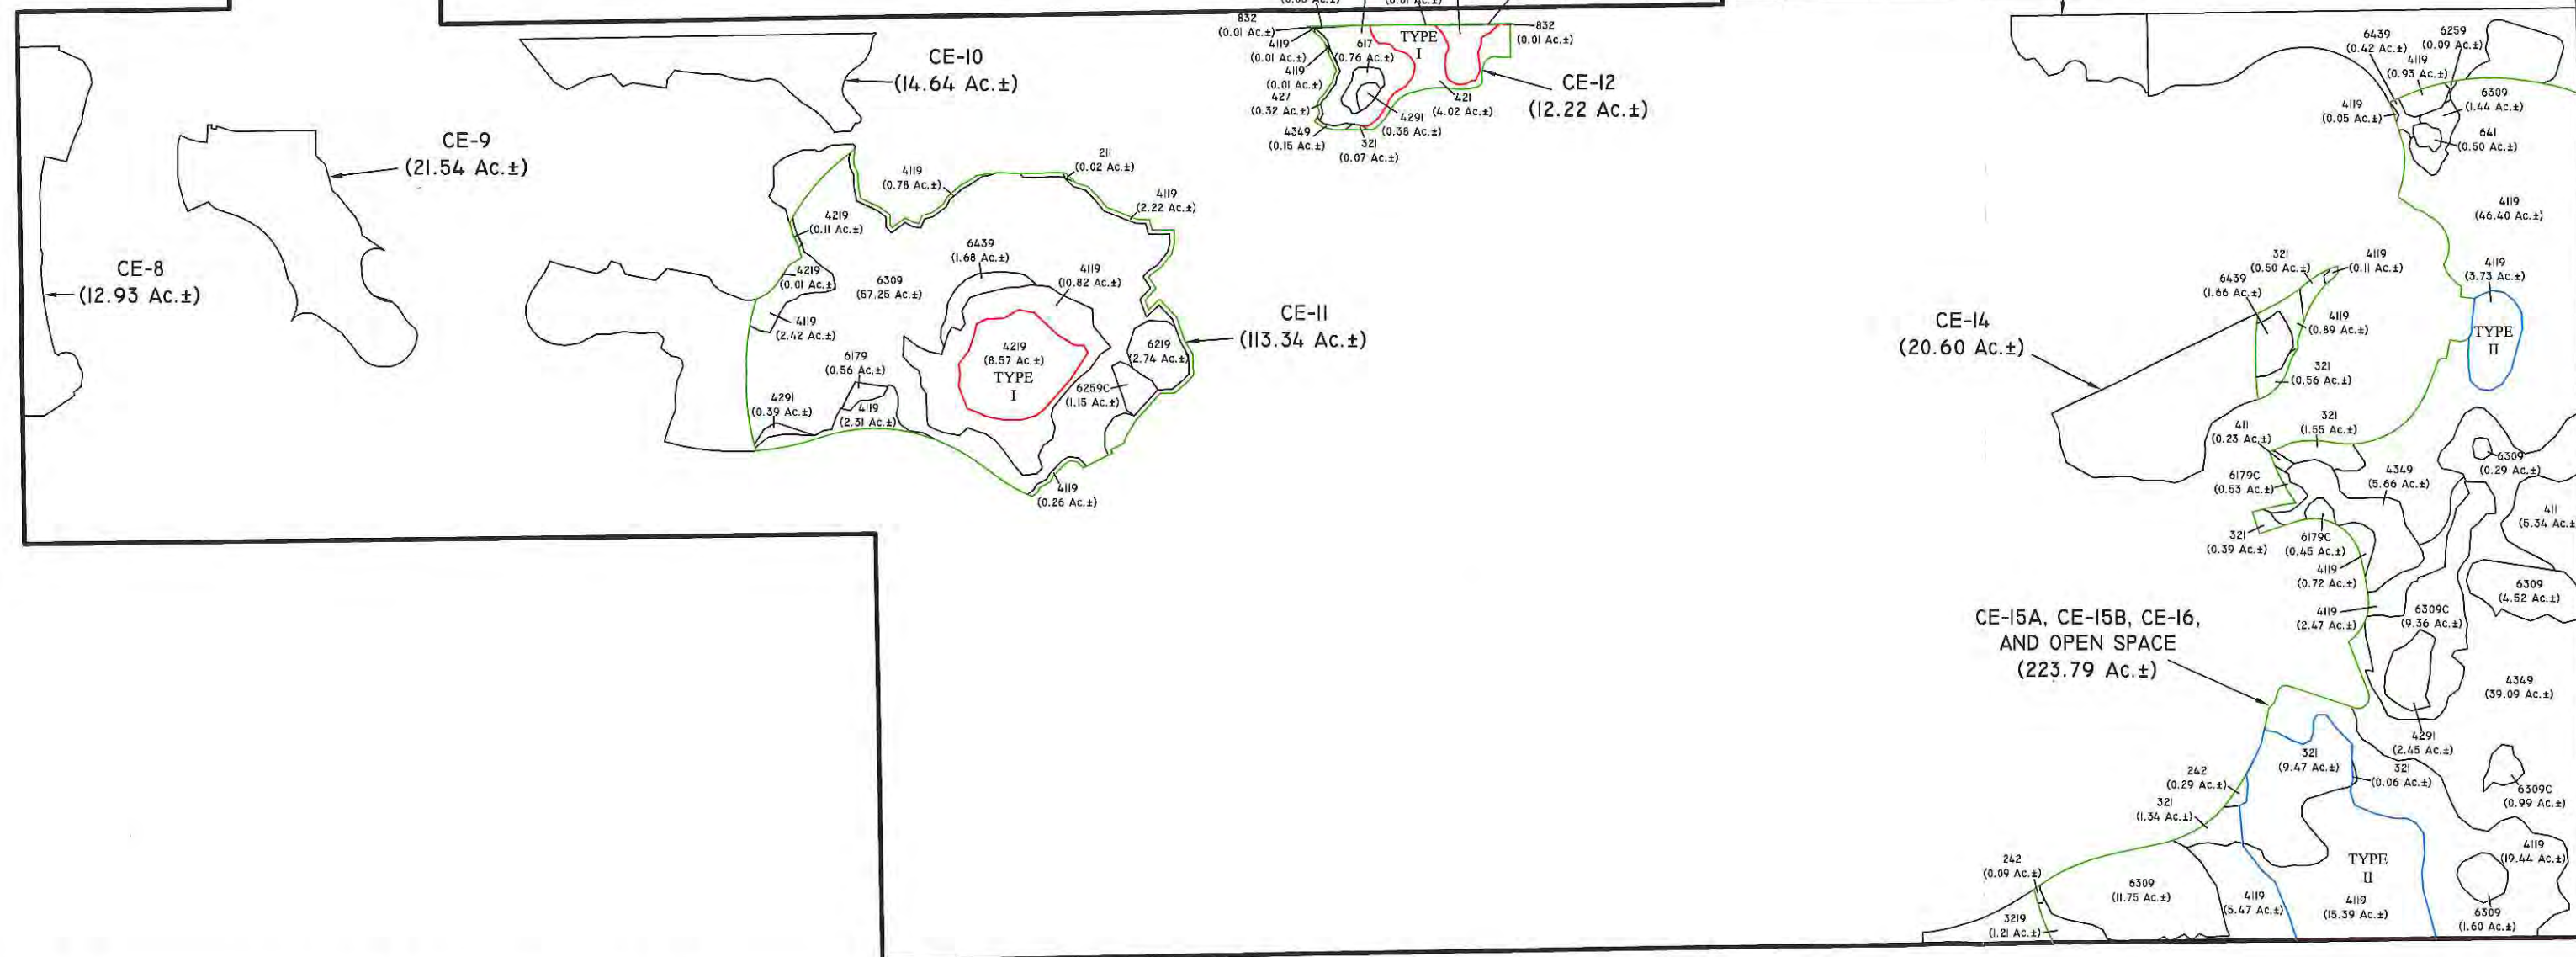 CE-8
(12.93 Ac.±)
CE-9
(21.54 Ac.±)
CE-10
(14.64 Ac.±)
832
(0.01 Ac.±)
4119
(0.01 Ac.±)
4119
(0.01 Ac.±)
427
(0.32 Ac.±)
4349
(0.15 Ac.±)
617
(0.76 Ac.±)
TYPE
I
832
(0.01 Ac.±)
CE-12
(12.22 Ac.±)
421
(4.02 Ac.±)
4291
(0.38 Ac.±)
321
(0.07 Ac.±)
4119
(0.78 Ac.±)
211
(0.02 Ac.±)
4119
(2.22 Ac.±)
4219
(0.11 Ac.±)
4219
(0.01 Ac.±)
6309
(57.25 Ac.±)
6439
(1.68 Ac.±)
4119
(10.82 Ac.±)
4119
(2.42 Ac.±)
6179
(0.56 Ac.±)
4219
(8.57 Ac.±)
TYPE
I
6219
(2.74 Ac.±)
6259C
(1.15 Ac.±)
CE-11
(113.34 Ac.±)
4291
(0.39 Ac.±)
4119
(2.31 Ac.±)
4119
(0.26 Ac.±)
6439
(0.42 Ac.±)
6259
(0.09 Ac.±)
4119
(0.93 Ac.±)
6309
(1.44 Ac.±)
4119
(0.05 Ac.±)
641
(0.50 Ac.±)
4119
(46.40 Ac.±)
321
(0.50 Ac.±)
4119
(0.11 Ac.±)
4119
(3.73 Ac.±)
TYPE
II
6439
(1.66 Ac.±)
4119
(0.89 Ac.±)
CE-14
(20.60 Ac.±)
321
(0.56 Ac.±)
411
(0.23 Ac.±)
321
(1.55 Ac.±)
6309
(0.29 Ac.±)
6179C
(0.53 Ac.±)
4349
(5.66 Ac.±)
411
(5.34 Ac.±
321
(0.39 Ac.±)
6179C
(0.45 Ac.±)
4119
(0.72 Ac.±)
6309
(4.52 Ac.±)
4119
(2.47 Ac.±)
6309C
(9.36 Ac.±)
CE-15A, CE-15B, CE-16,
AND OPEN SPACE
(223.79 Ac.±)
4349
(39.09 Ac.±)
4291
(2.45 Ac.±)
321
(9.47 Ac.±)
321
(0.06 Ac.±)
242
(0.29 Ac.±)
321
(1.34 Ac.±)
6309C
(0.99 Ac.±)
4119
(19.44 Ac.±)
TYPE
II
242
(0.09 Ac.±)
6309
(11.75 Ac.±)
4119
(5.47 Ac.±)
4119
(15.39 Ac.±)
6309
(1.60 Ac.±)
3219
(1.21 Ac.±)